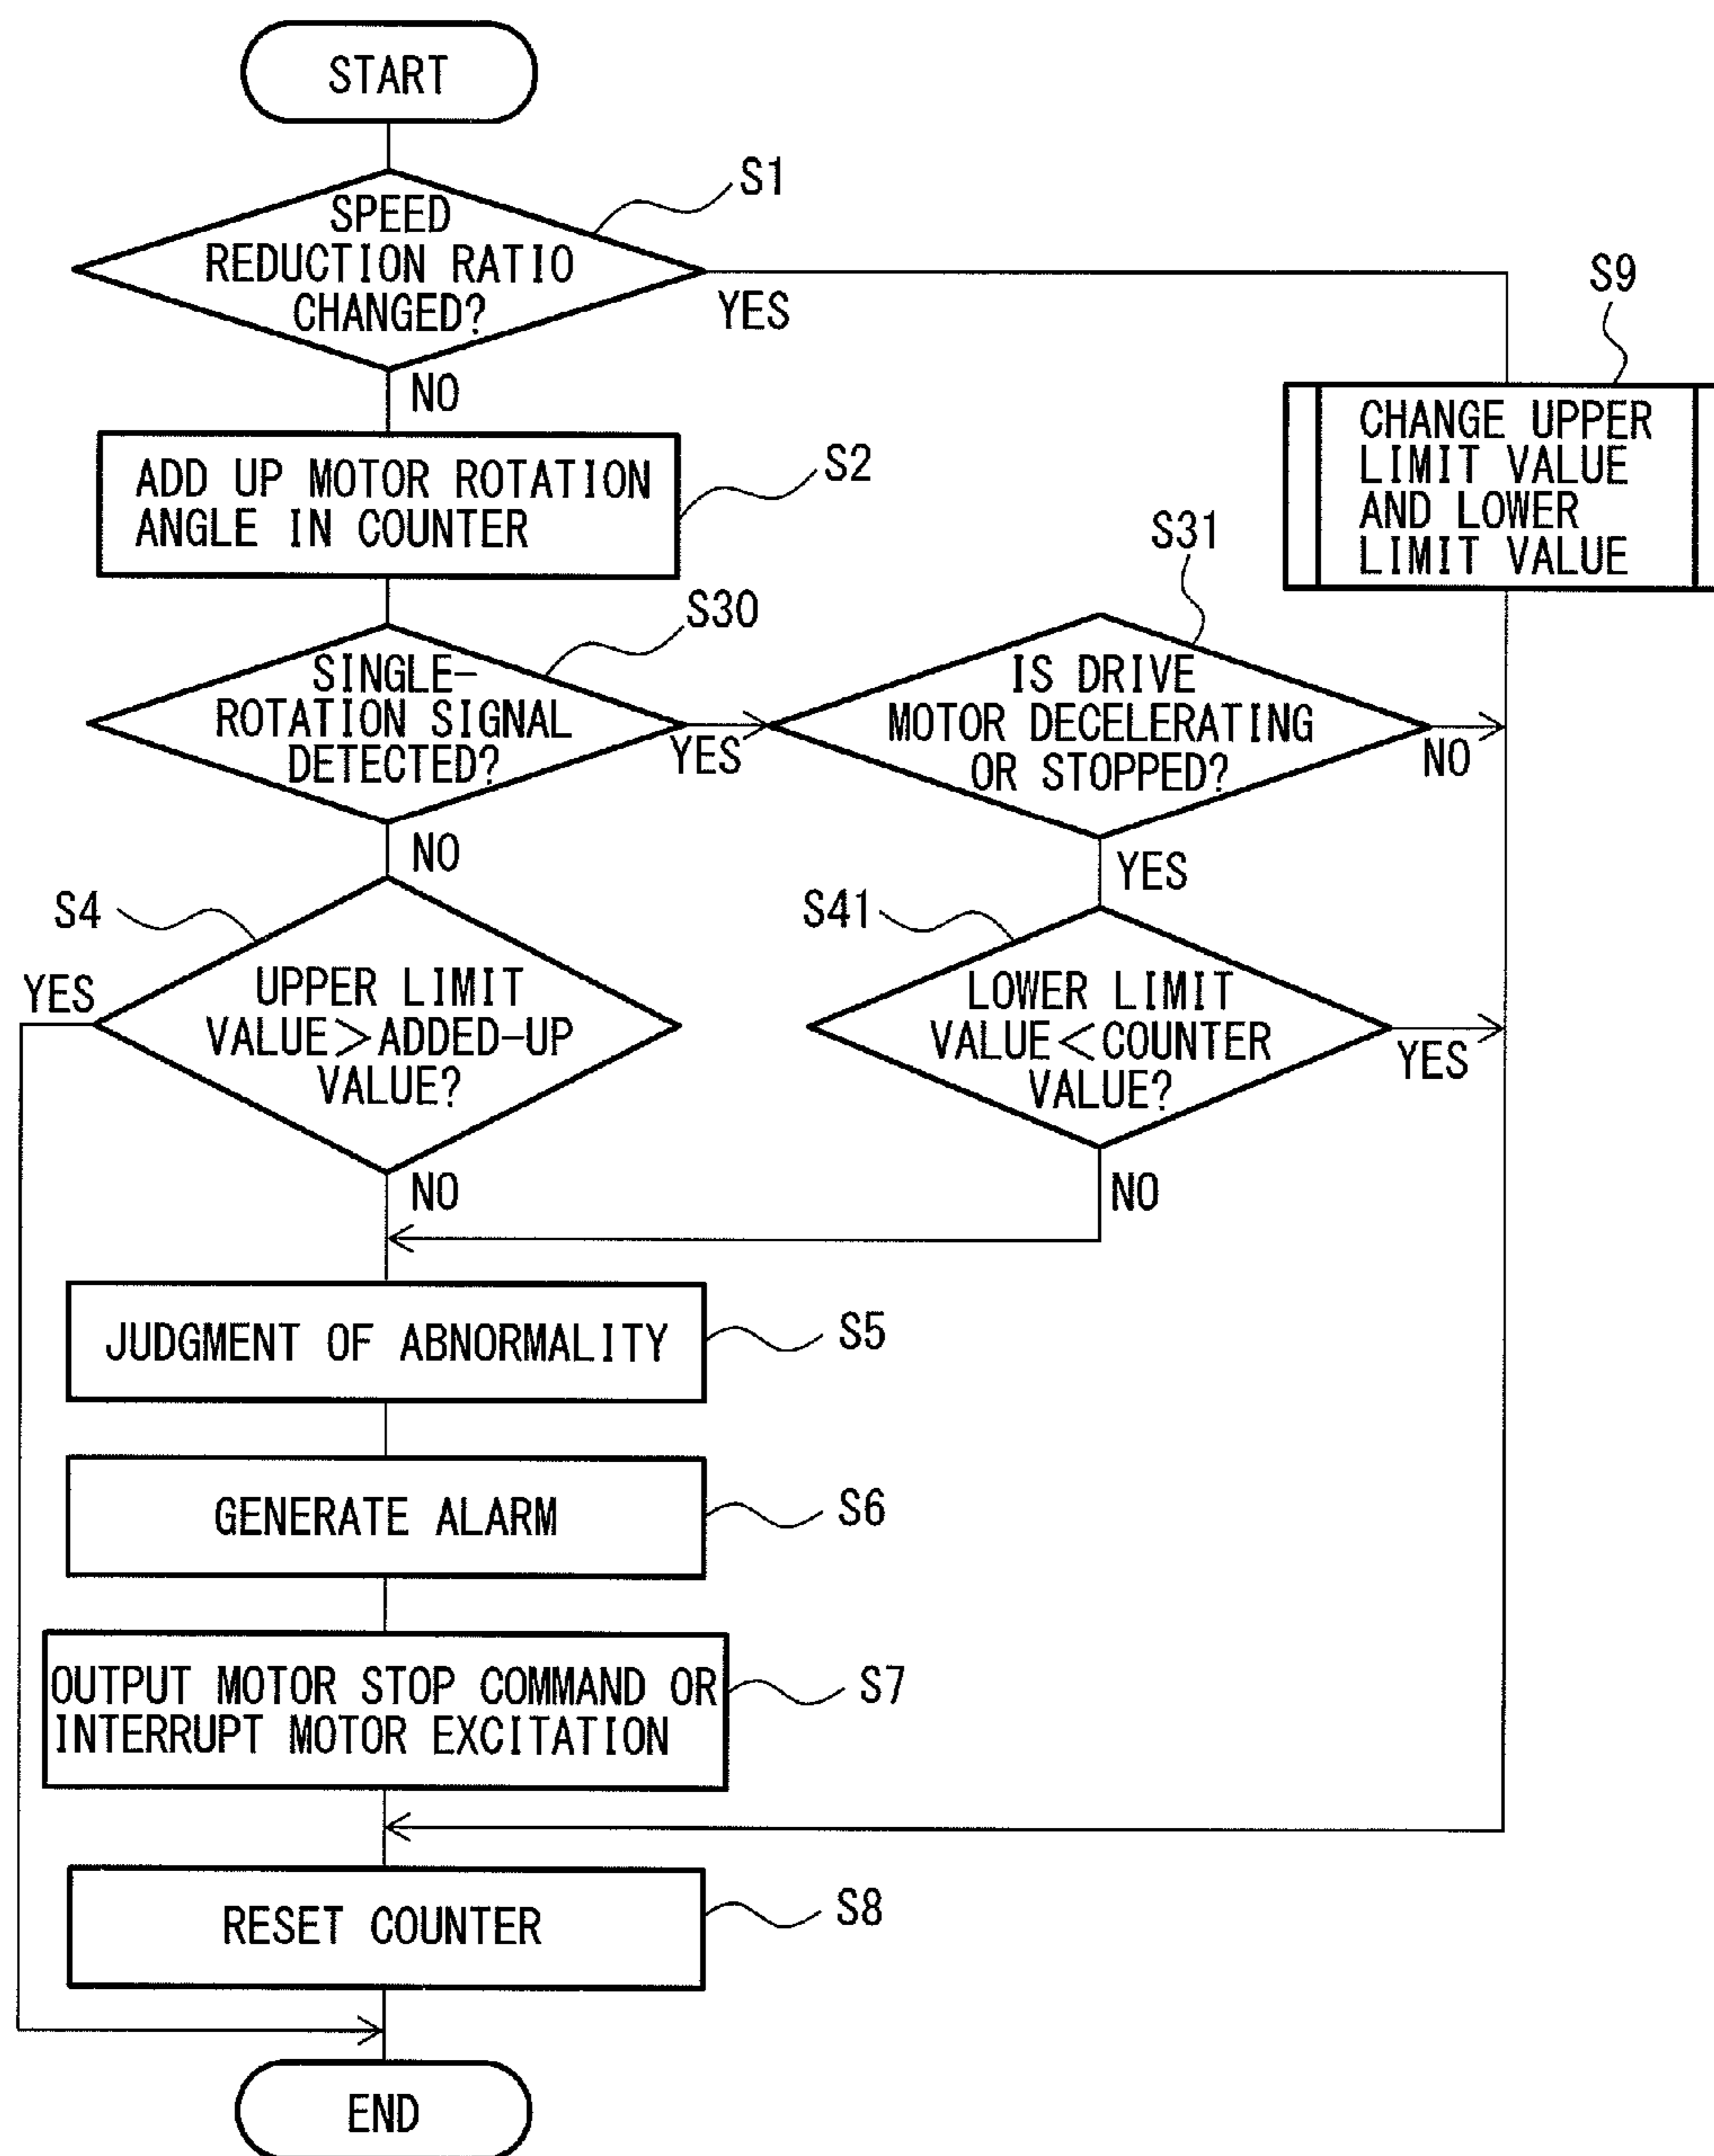 START
SPEED
REDUCTION RATIO
CHANGED?
S1
YES
NO
S9
CHANGE UPPER
LIMIT VALUE
AND LOWER
LIMIT VALUE
ADD UP MOTOR ROTATION
ANGLE IN COUNTER
S2
SINGLE-
ROTATION SIGNAL
DETECTED?
S30
YES
NO
S31
IS DRIVE
MOTOR DECELERATING
OR STOPPED?
NO
YES
S4
UPPER LIMIT
VALUE>ADDED-UP
VALUE?
YES
NO
S41
LOWER LIMIT
VALUE<COUNTER
VALUE?
YES
NO
JUDGMENT OF ABNORMALITY
S5
GENERATE ALARM
S6
OUTPUT MOTOR STOP COMMAND OR
INTERRUPT MOTOR EXCITATION
S7
RESET COUNTER
S8
END